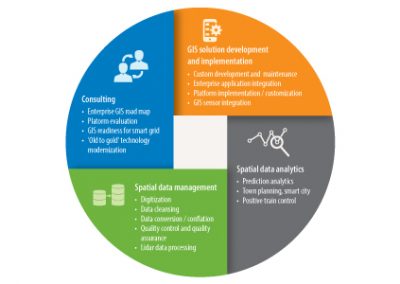 GIS solution development
and implementation
• Custom development and maintenance
• Enterprise application integration
• Platform implementation / customization
• GIS sensor integration
Consulting
• Enterprise GIS road map
• Platorm evaluation
• GIS readiness for smart grid
• 'Old to gold' technology
modernization
Spatial data analytics
• Prediction analytics
• Town planning, smart city
• Positive train control
Spatial data management
• Digitization
• Data cleansing
• Data conversion / conflation
• Quality control and quality
assurance
• Lidar data processing